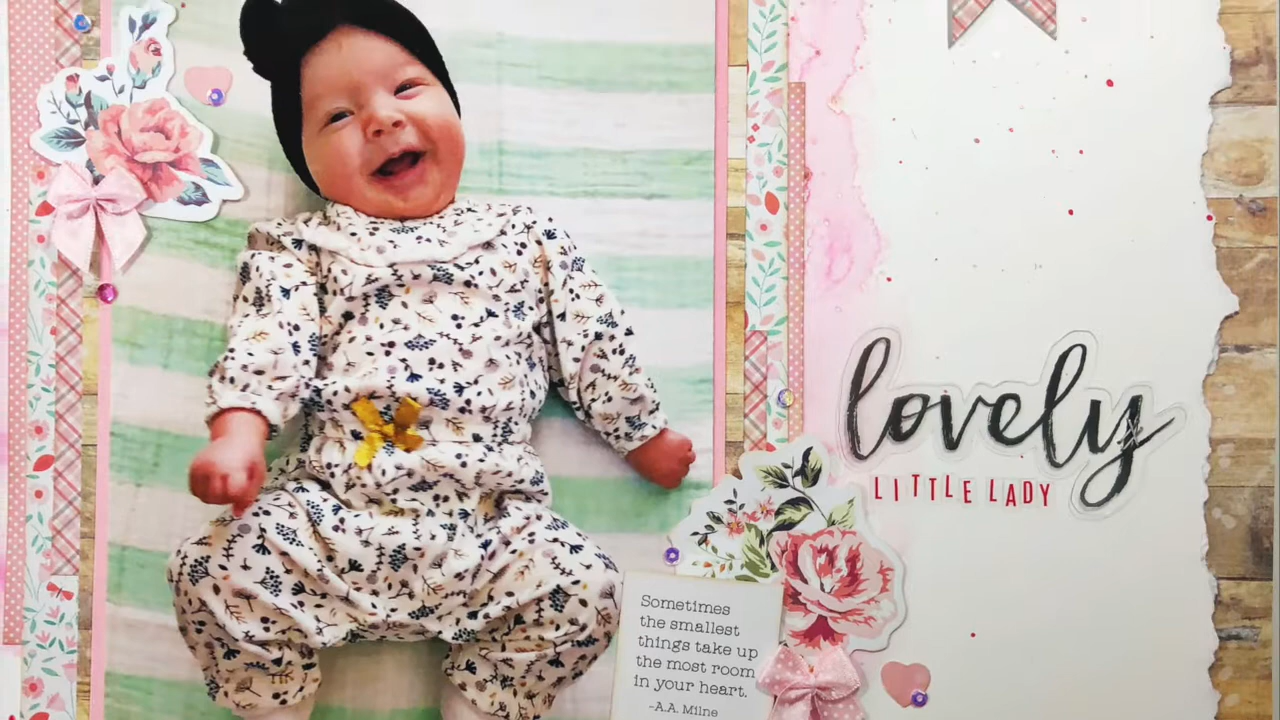 lovely
LITTLE LADY
Sometimes
the smallest
things take up
the most room
in your heart.
-A.A. Milne